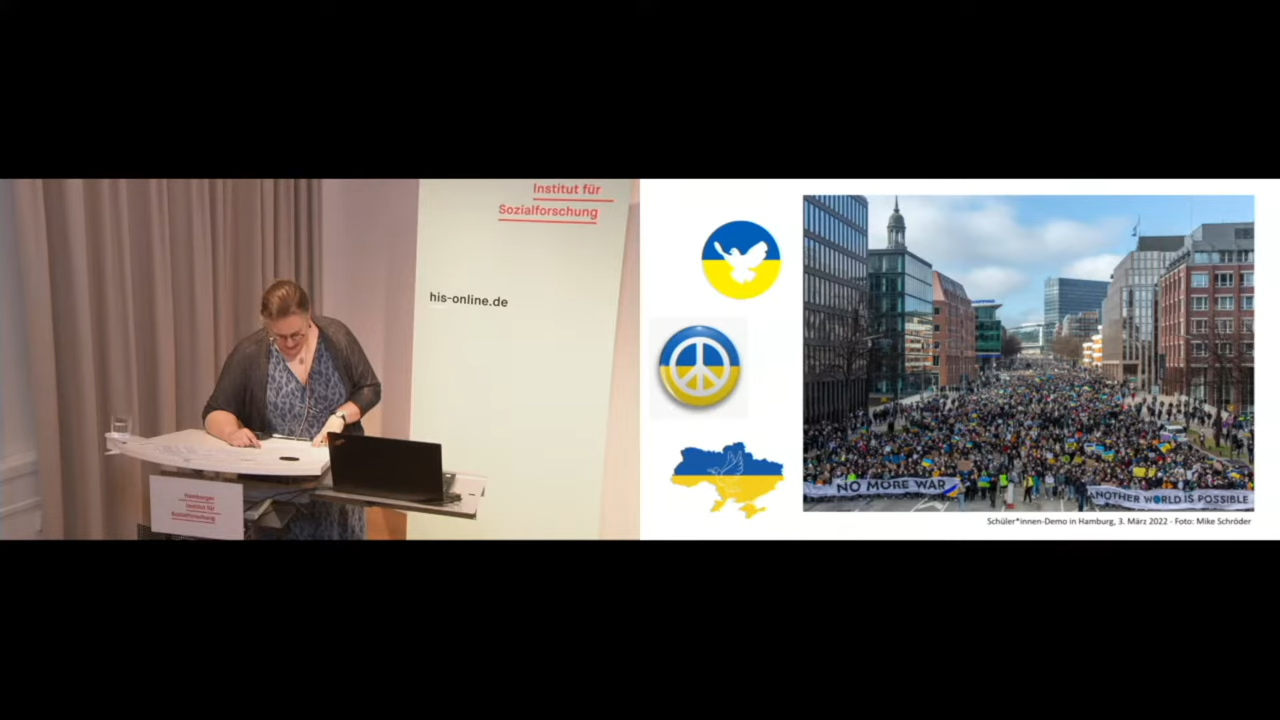 Institut für
Sozialforschung
his-online.de
Hamburger
Institut für
Sozialforschung
NO MORE WAR
ANOTHER WORLD IS POSSIBLE
Schüler*innen-Demo in Hamburg, 3. März 2022 - Foto: Mike Schröder